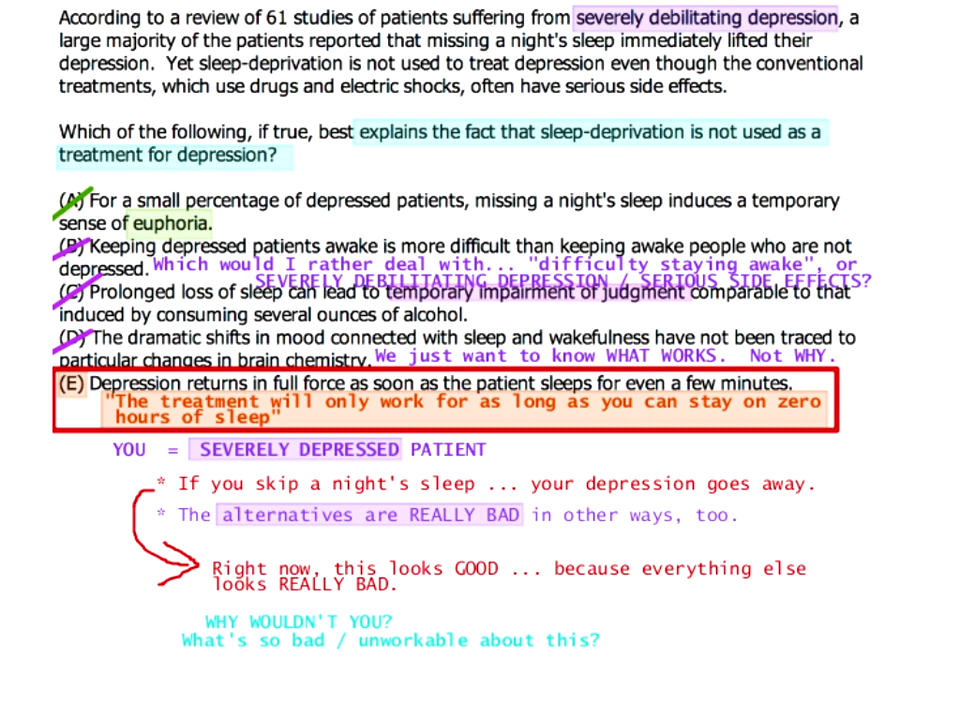 According to a review of 61 studies of patients suffering from severely debilitating depression, a
large majority of the patients reported that missing a night's sleep immediately lifted their
depression.  Yet sleep-deprivation is not used to treat depression even though the conventional
treatments, which use drugs and electric shocks, often have serious side effects.
Which of the following, if true, best explains the fact that sleep-deprivation is not used as a
treatment for depression?
(A) For a small percentage of depressed patients, missing a night's sleep induces a temporary
sense of euphoria.
(B) Keeping depressed patients awake is more difficult than keeping awake people who are not
depressed. Which would I rather deal with... "difficulty staying awake", or
SEVERELY DEBILITATING DEPRESSION / SERIOUS SIDE EFFECTS?
(C) Prolonged loss of sleep can lead to temporary impairment of judgment comparable to that
induced by consuming several ounces of alcohol.
(D) The dramatic shifts in mood connected with sleep and wakefulness have not been traced to
particular changes in brain chemistry. We just want to know WHAT WORKS.  Not WHY.
(E) Depression returns in full force as soon as the patient sleeps for even a few minutes.
"The treatment will only work for as long as you can stay on zero
hours of sleep"
YOU = SEVERELY DEPRESSED PATIENT
* If you skip a night's sleep ... your depression goes away.
* The alternatives are REALLY BAD in other ways, too.
Right now, this looks GOOD ... because everything else
looks REALLY BAD.
WHY WOULDN'T YOU?
What's so bad / unworkable about this?